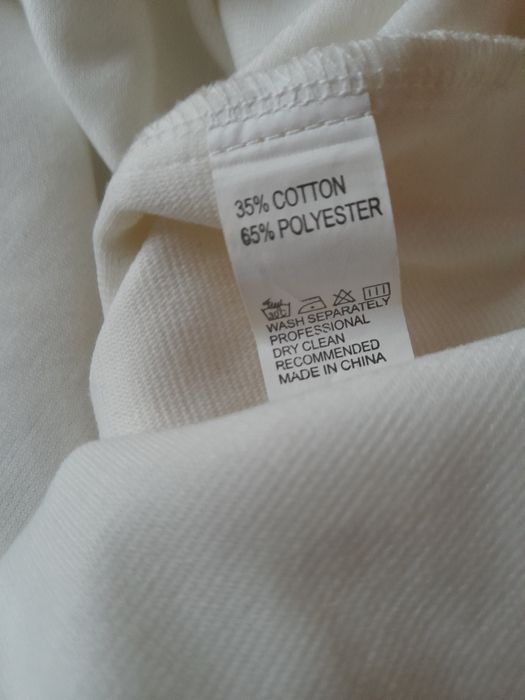 35% COTTON
65% POLYESTER
WASH SEPARATELY
PROFESSIONAL
DRY CLEAN
RECOMMENDED
MADE IN CHINA